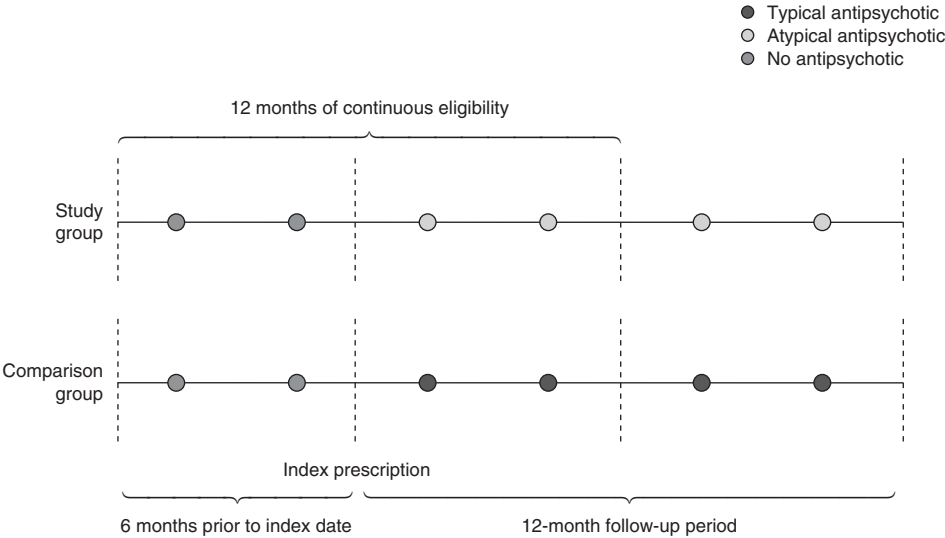 Typical antipsychotic
Atypical antipsychotic
No antipsychotic
12 months of continuous eligibility
Study
group
Comparison
group
Index prescription
6 months prior to index date
12-month follow-up period